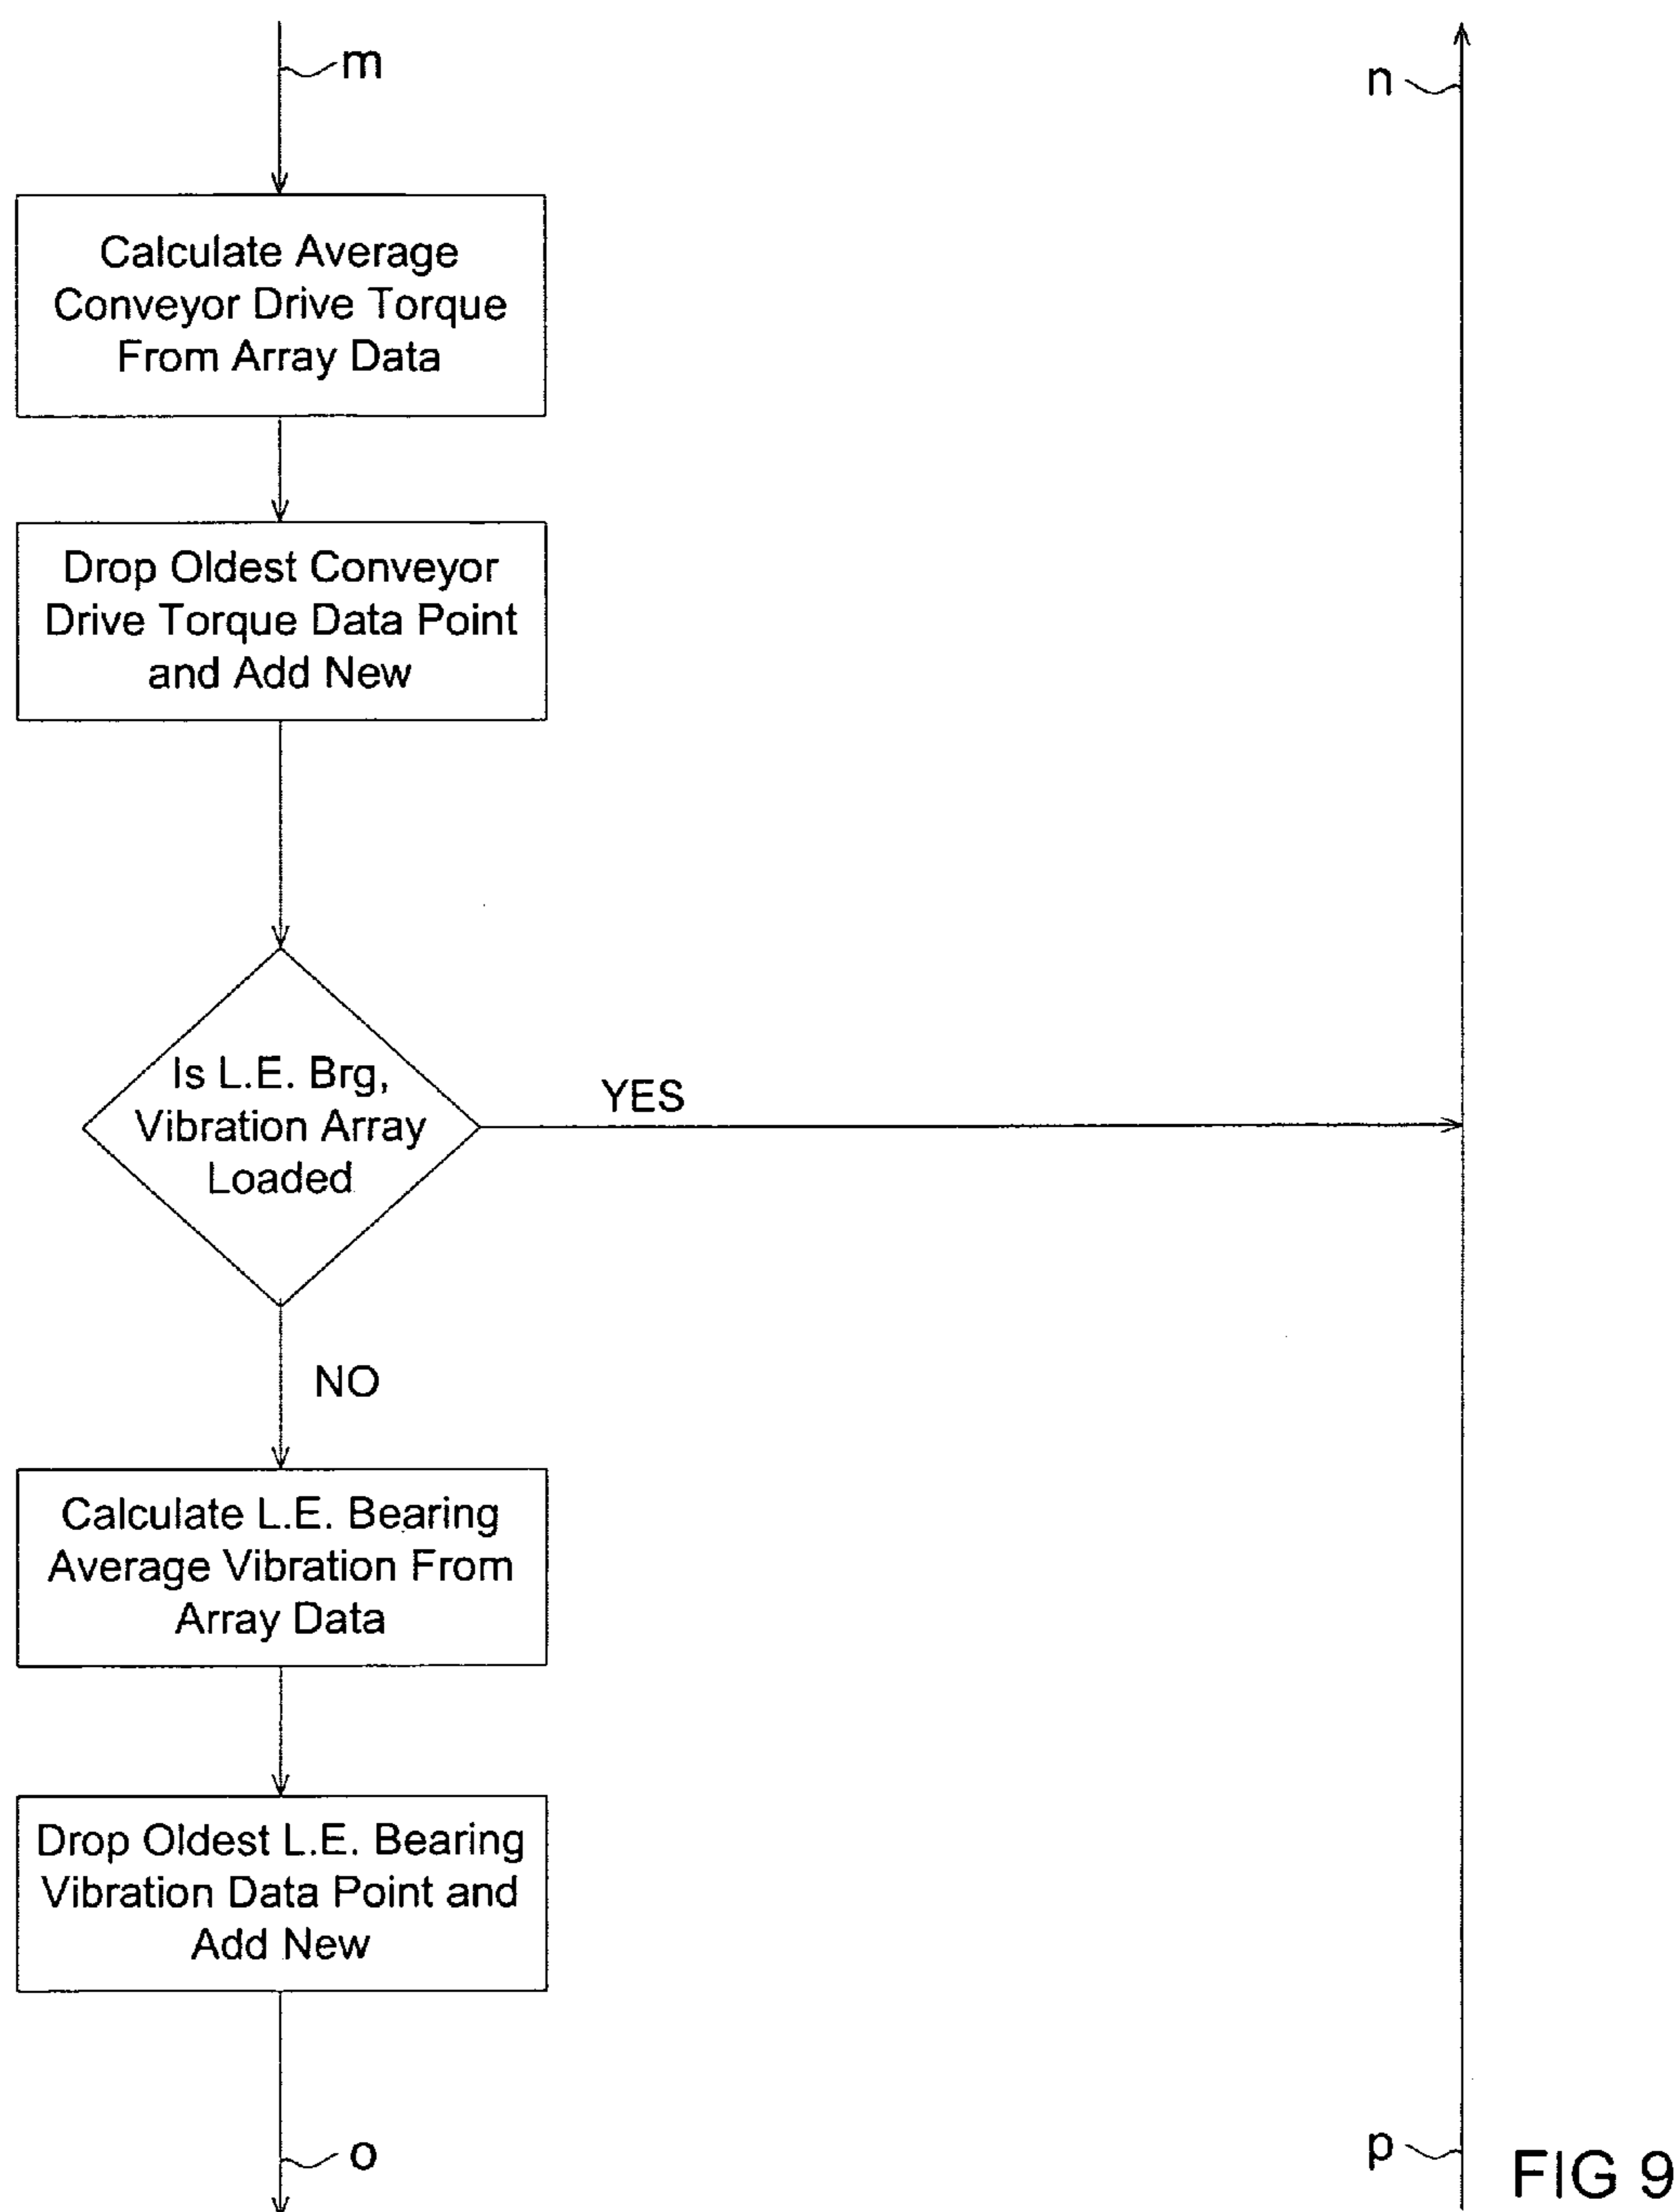 m
n
Calculate Average
Conveyor Drive Torque
From Array Data
Drop Oldest Conveyor
Drive Torque Data Point
and Add New
Is L.E. Brg,
Vibration Array
Loaded
YES
NO
Calculate L.E. Bearing
Average Vibration From
Array Data
Drop Oldest L.E. Bearing
Vibration Data Point and
Add New
o
p
FIG 9